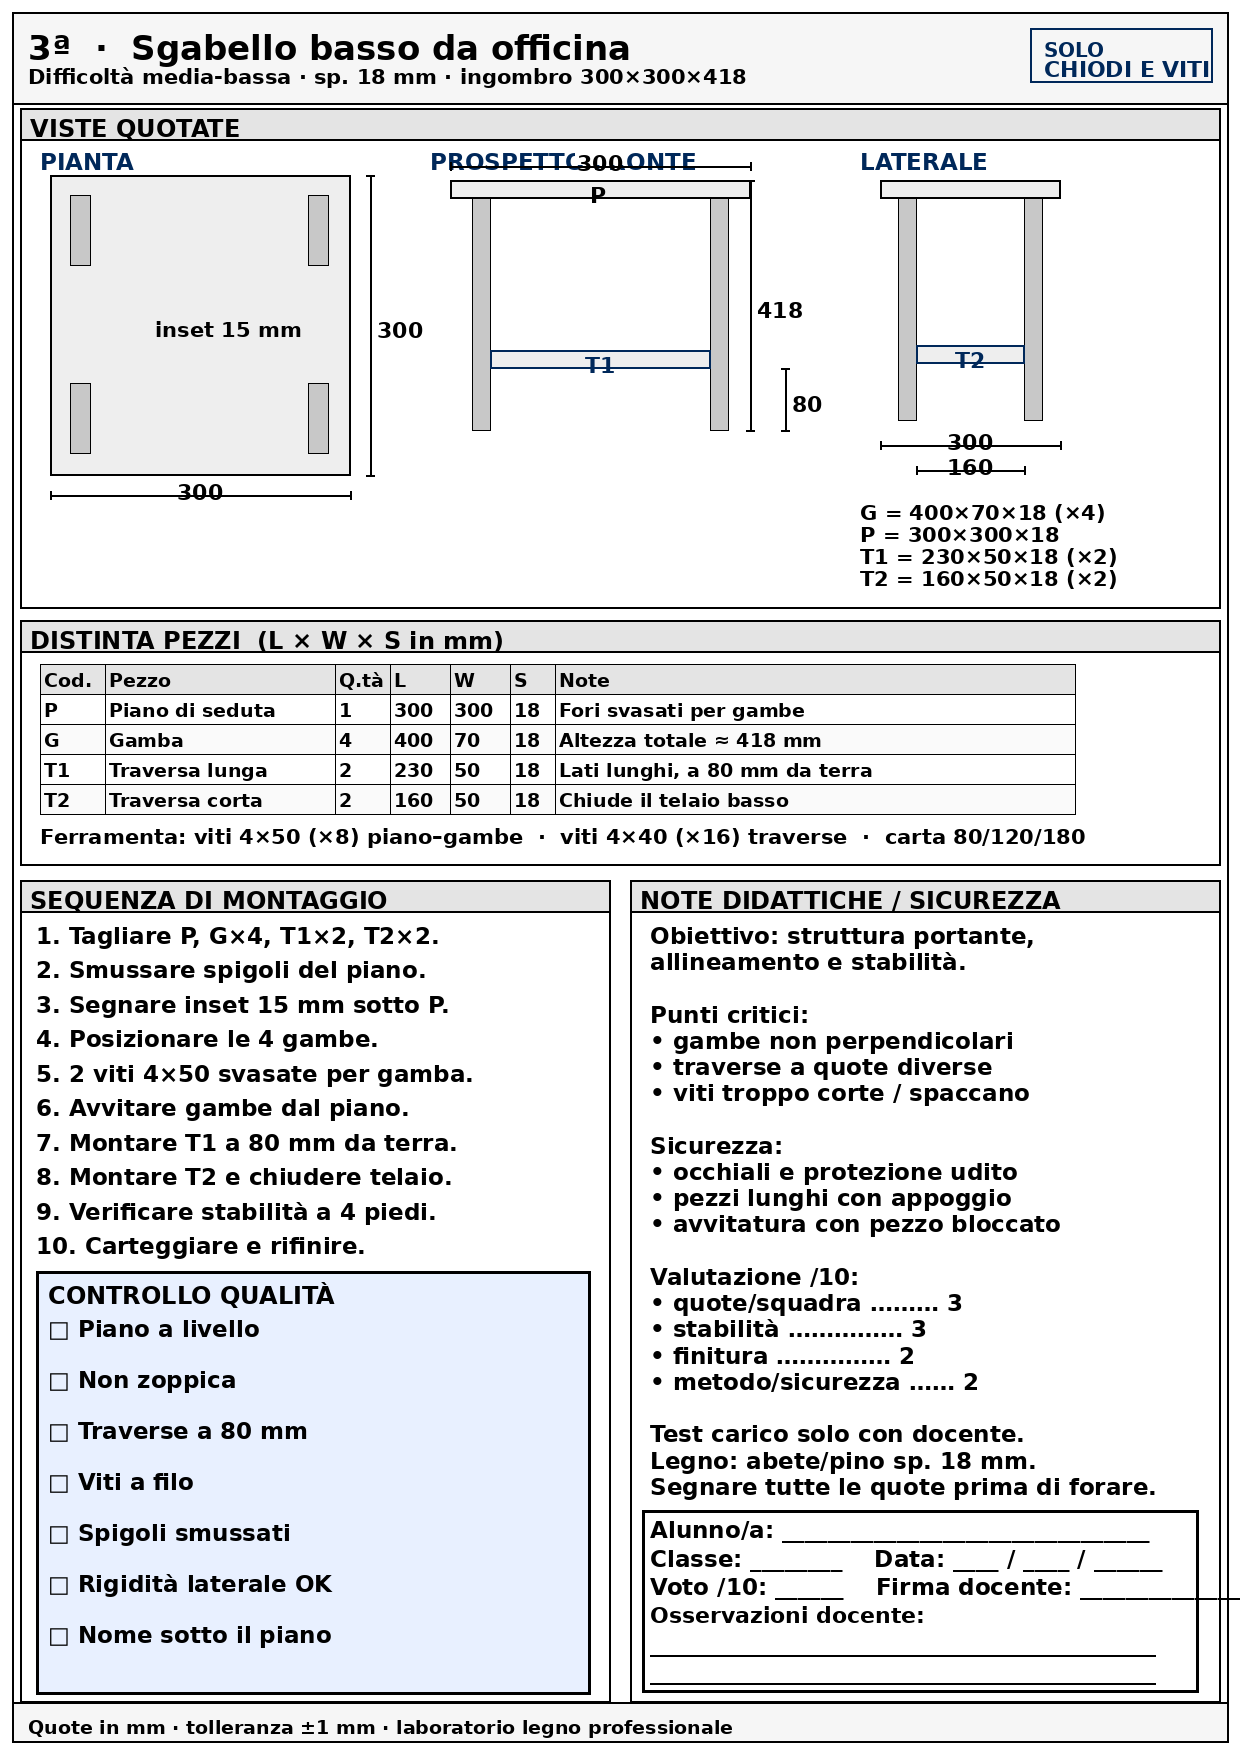 3ª · Sgabello basso da officina
Difficoltà media-bassa · sp. 18 mm · ingombro 300×300×418
SOLO
CHIODI E VITI
VISTE QUOTATE
PIANTA
inset 15 mm
300
300
PROSPETTO ONTE
300
P
T1
418
80
LATERALE
T2
300
160
G = 400×70×18 (×4)
P = 300×300×18
T1 = 230×50×18 (×2)
T2 = 160×50×18 (×2)
DISTINTA PEZZI (L × W × S in mm)
Cod. Pezzo Q.tà L W S Note
P Piano di seduta 1 300 300 18 Fori svasati per gambe
G Gamba 4 400 70 18 Altezza totale ≈ 418 mm
T1 Traversa lunga 2 230 50 18 Lati lunghi, a 80 mm da terra
T2 Traversa corta 2 160 50 18 Chiude il telaio basso
Ferramenta: viti 4×50 (×8) piano–gambe · viti 4×40 (×16) traverse · carta 80/120/180
SEQUENZA DI MONTAGGIO
1. Tagliare P, G×4, T1×2, T2×2.
2. Smussare spigoli del piano.
3. Segnare inset 15 mm sotto P.
4. Posizionare le 4 gambe.
5. 2 viti 4×50 svasate per gamba.
6. Avvitare gambe dal piano.
7. Montare T1 a 80 mm da terra.
8. Montare T2 e chiudere telaio.
9. Verificare stabilità a 4 piedi.
10. Carteggiare e rifinire.
CONTROLLO QUALITÀ
□ Piano a livello
□ Non zoppica
□ Traverse a 80 mm
□ Viti a filo
□ Spigoli smussati
□ Rigidità laterale OK
□ Nome sotto il piano
NOTE DIDATTICHE / SICUREZZA
Obiettivo: struttura portante,
allineamento e stabilità.
Punti critici:
• gambe non perpendicolari
• traverse a quote diverse
• viti troppo corte / spaccano
Sicurezza:
• occhiali e protezione udito
• pezzi lunghi con appoggio
• avvitatura con pezzo bloccato
Valutazione /10:
• quote/squadra ……… 3
• stabilità …………… 3
• finitura …………… 2
• metodo/sicurezza …… 2
Test carico solo con docente.
Legno: abete/pino sp. 18 mm.
Segnare tutte le quote prima di forare.
Alunno/a: ________________________________
Classe: ________ Data: ____ / ____ / ______
Voto /10: ______ Firma docente: ______________
Osservazioni docente:
Quote in mm · tolleranza ±1 mm · laboratorio legno professionale